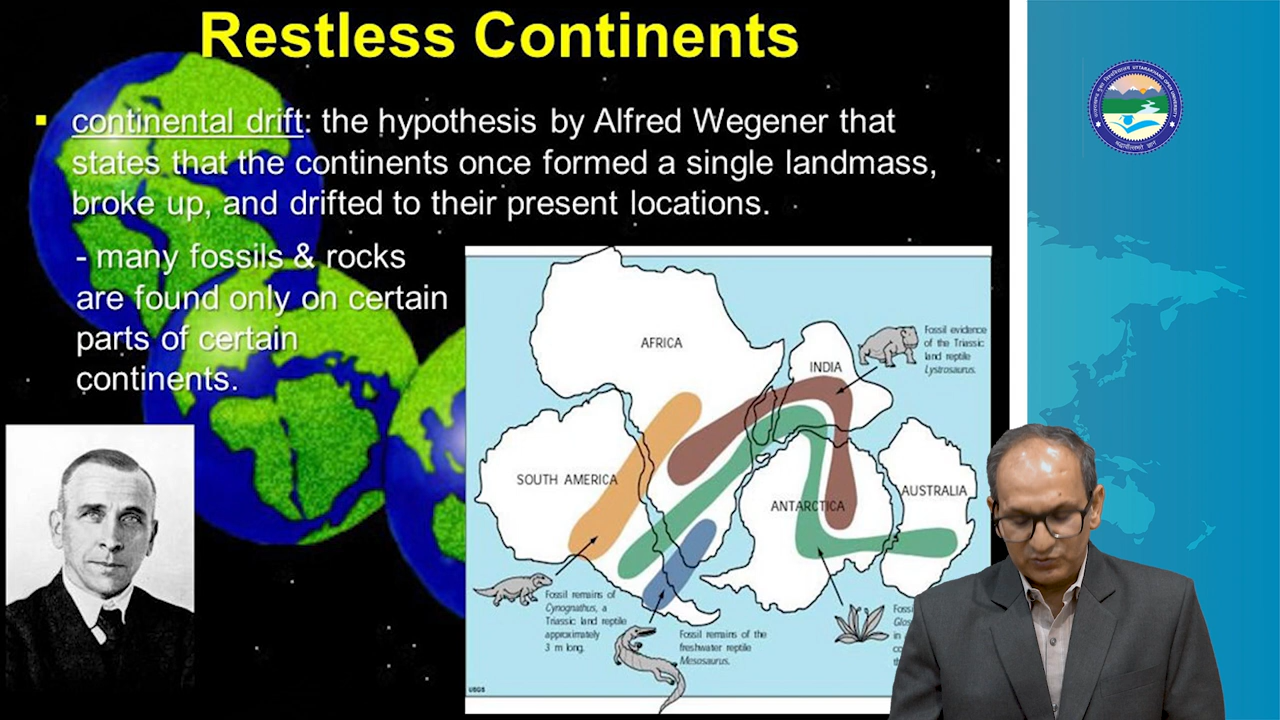 Restless Continents
continental drift: the hypothesis by Alfred Wegener that
states that the continents once formed a single landmass,
broke up, and drifted to their present locations.
- many fossils & rocks
are found only on certain
parts of certain
continents.
AFRICA
INDIA
Fossil evidence
of the Triassic
land reptile
Lystrosaurus.
SOUTH AMERICA
ANTARCTICA
AUSTRALIA
Fossil remains of
Cynognathus, a
Triassic land reptile
approximately
3 m long.
Fossil remains of the
freshwater reptile
Mesosaurus.
USGS
UTTARAKHAND OPEN